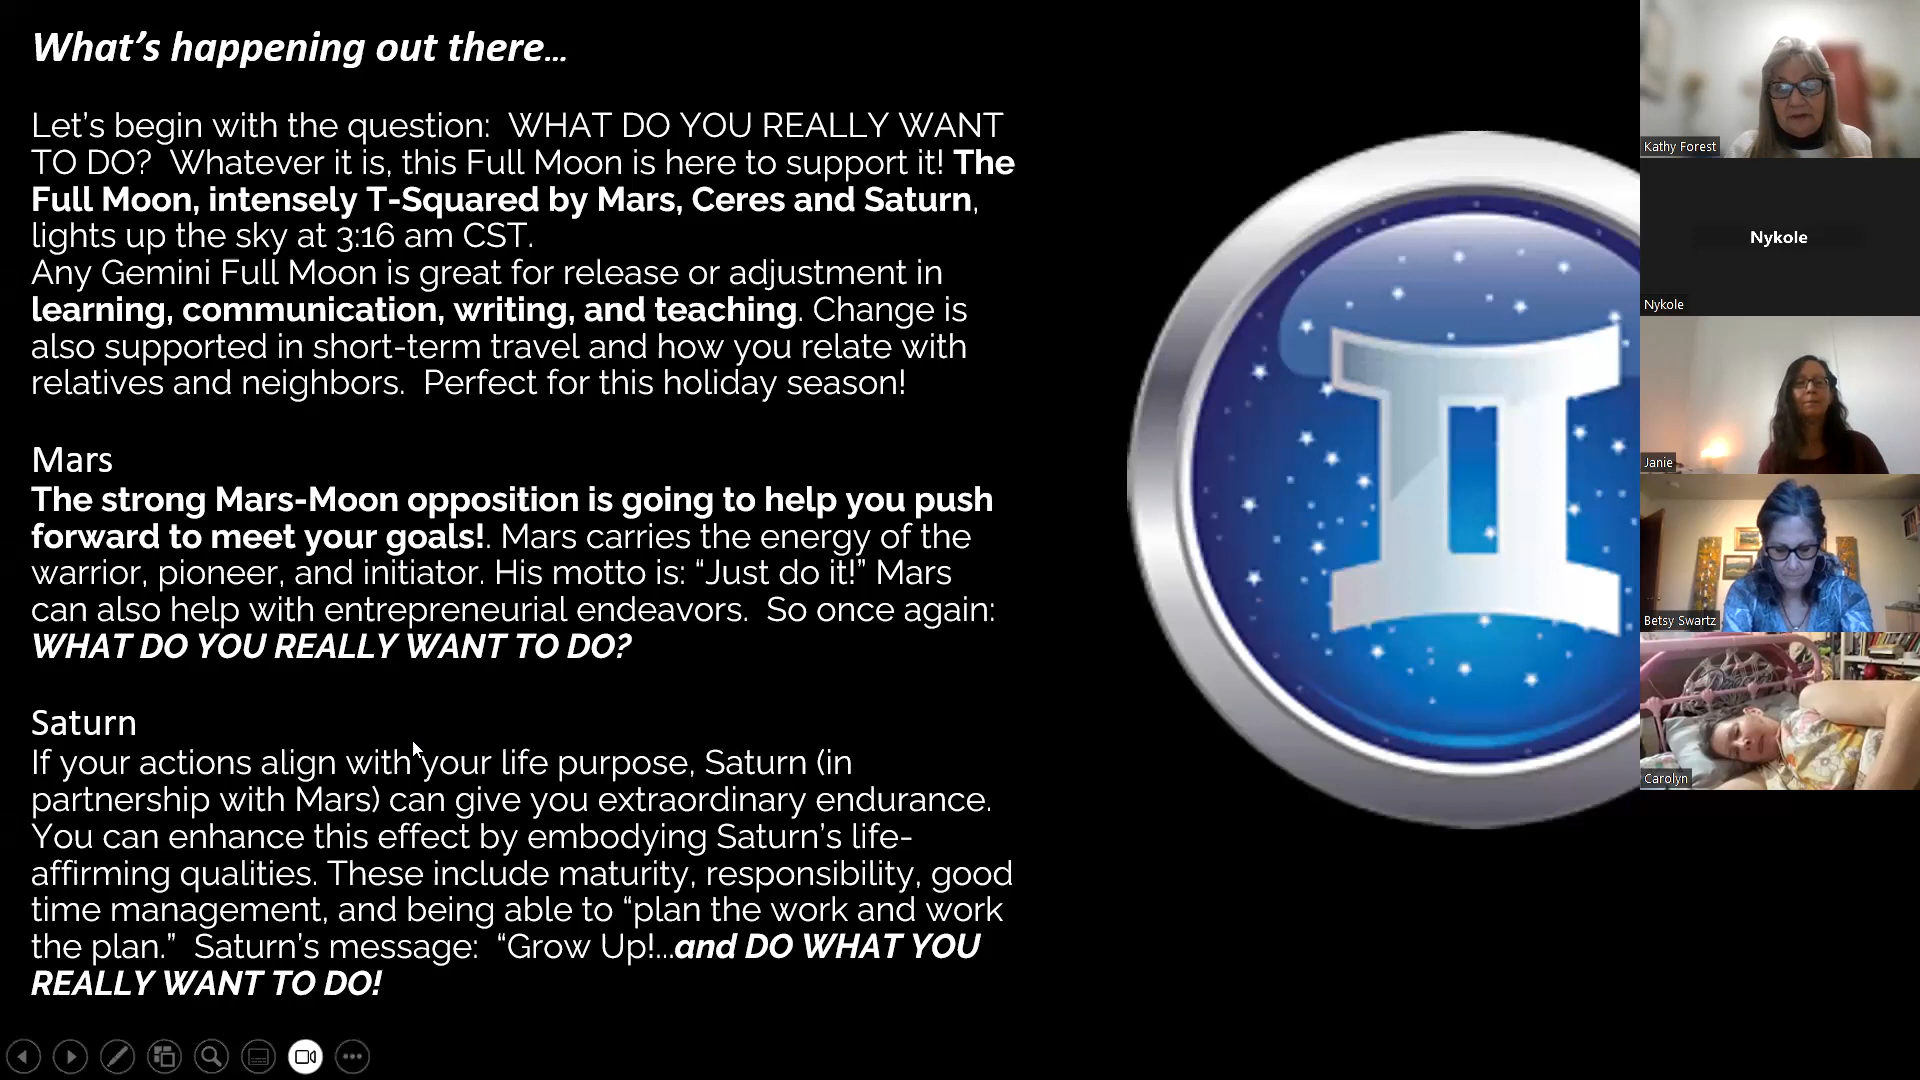 What's happening out there…
Let's begin with the question:  WHAT DO YOU REALLY WANT
TO DO?  Whatever it is, this Full Moon is here to support it! The
Full Moon, intensely T-Squared by Mars, Ceres and Saturn,
lights up the sky at 3:16 am CST.
Any Gemini Full Moon is great for release or adjustment in
learning, communication, writing, and teaching. Change is
also supported in short-term travel and how you relate with
relatives and neighbors.  Perfect for this holiday season!
Mars
The strong Mars-Moon opposition is going to help you push
forward to meet your goals!. Mars carries the energy of the
warrior, pioneer, and initiator. His motto is: “Just do it!” Mars
can also help with entrepreneurial endeavors.  So once again:
WHAT DO YOU REALLY WANT TO DO?
Saturn
If your actions align with your life purpose, Saturn (in
partnership with Mars) can give you extraordinary endurance.
You can enhance this effect by embodying Saturn’s life-
affirming qualities. These include maturity, responsibility, good
time management, and being able to “plan the work and work
the plan.”  Saturn’s message:  “Grow Up!...and DO WHAT YOU
REALLY WANT TO DO!
Kathy Forest
Nykole
Nykole
Janie
Betsy Swartz
Carolyn